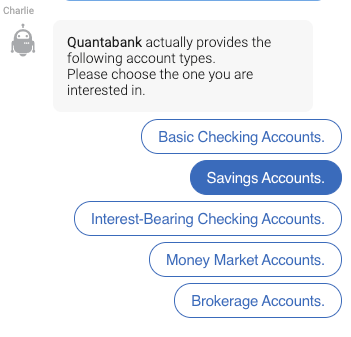 Charlie
Quantabank actually provides the
following account types.
Please choose the one you are
interested in.
Basic Checking Accounts.
Savings Accounts.
Interest-Bearing Checking Accounts.
Money Market Accounts.
Brokerage Accounts.